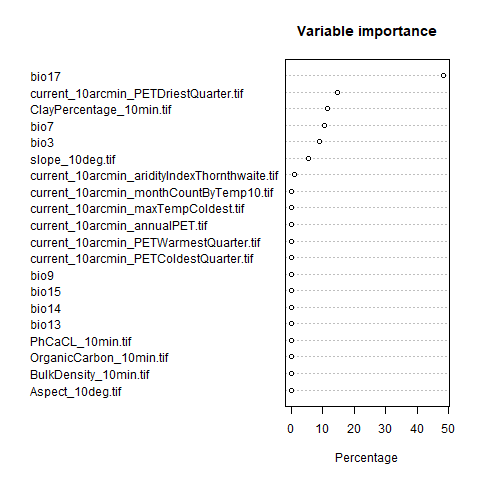 Variable importance
bio17
current_10arcmin_PETDriestQuarter.tif
ClayPercentage_10min.tif
bio7
bio3
slope_10deg.tif
current_10arcmin_aridityIndexThornthwaite.tif
current_10arcmin_monthCountByTemp10.tif
current_10arcmin_maxTempColdest.tif
current_10arcmin_annualPET.tif
current_10arcmin_PETWarmestQuarter.tif
current_10arcmin_PETColdestQuarter.tif
bio9
bio15
bio14
bio13
PhCaCL_10min.tif
OrganicCarbon_10min.tif
BulkDensity_10min.tif
Aspect_10deg.tif
0 10 20 30 40 50
Percentage